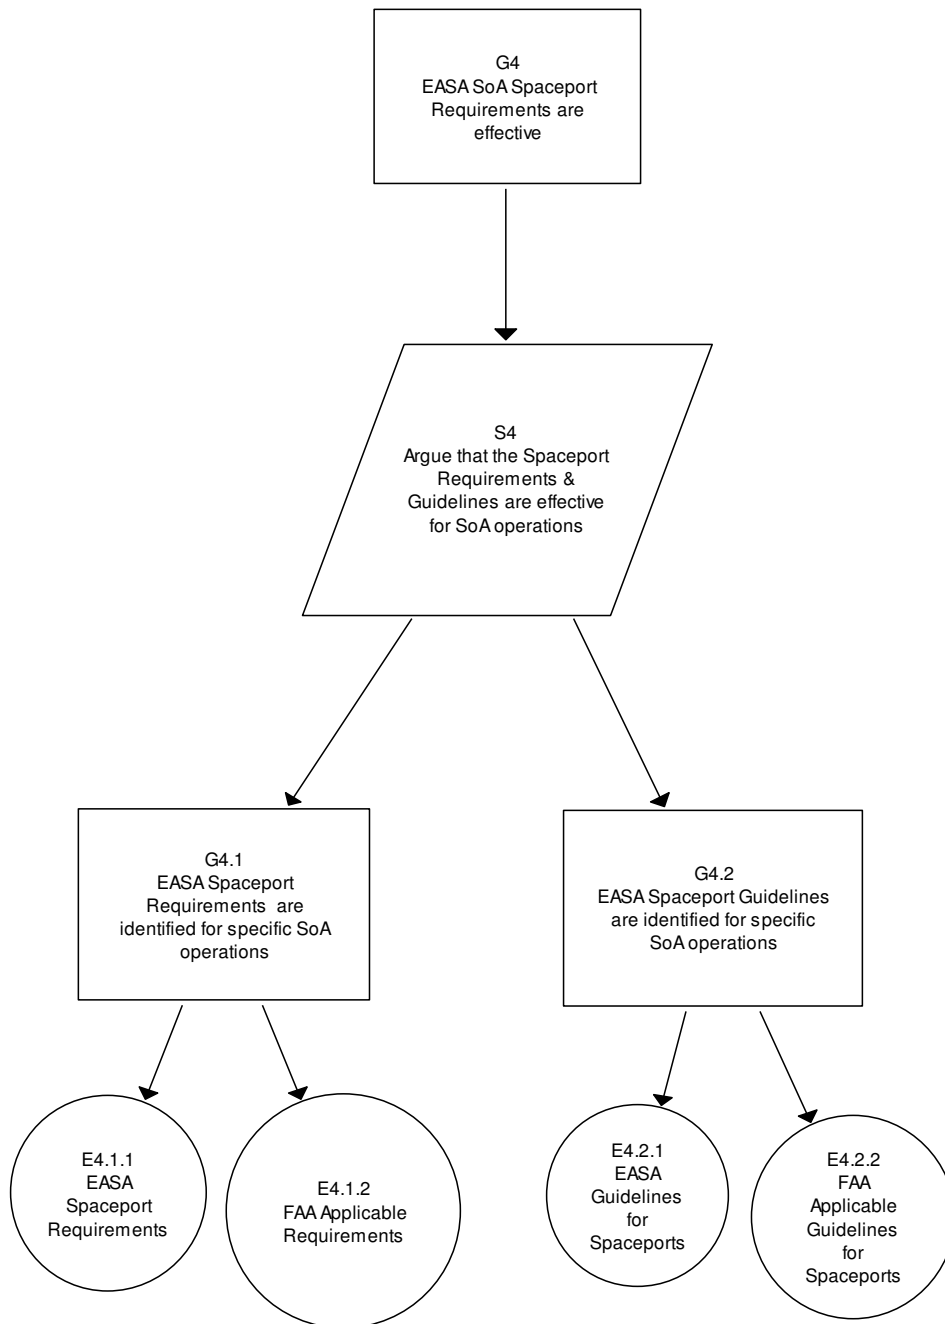 G4
EASA SoA Spaceport
Requirements are
effective
S4
Argue that the Spaceport
Requirements &
Guidelines are effective
for SoA operations
G4.1
EASA Spaceport
Requirements are
identified for specific SoA
operations
G4.2
EASA Spaceport Guidelines
are identified for specific
SoA operations
E4.1.1
EASA
Spaceport
Requirements
E4.1.2
FAA Applicable
Requirements
E4.2.1
EASA
Guidelines
for
Spaceports
E4.2.2
FAA
Applicable
Guidelines
for
Spaceports